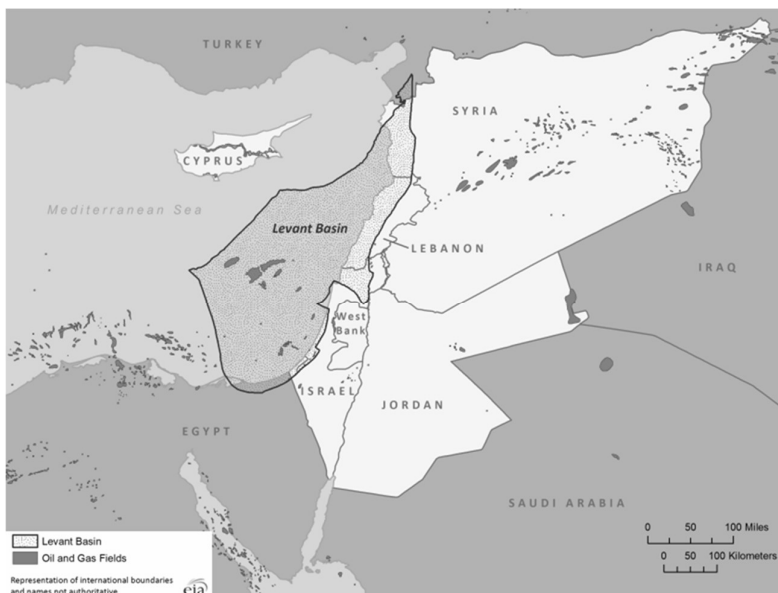 TURKEY
SYRIA
CYPRUS
Mediterranean Sea
Levant Basin
LEBANON
IRAQ
West
Bank
ISRAEL
JORDAN
EGYPT
SAUDI ARABIA
0 50 100 Miles
0 50 100 Kilometers
Levant Basin
Oil and Gas Fields
Representation of international boundaries
and names not authoritative
eia